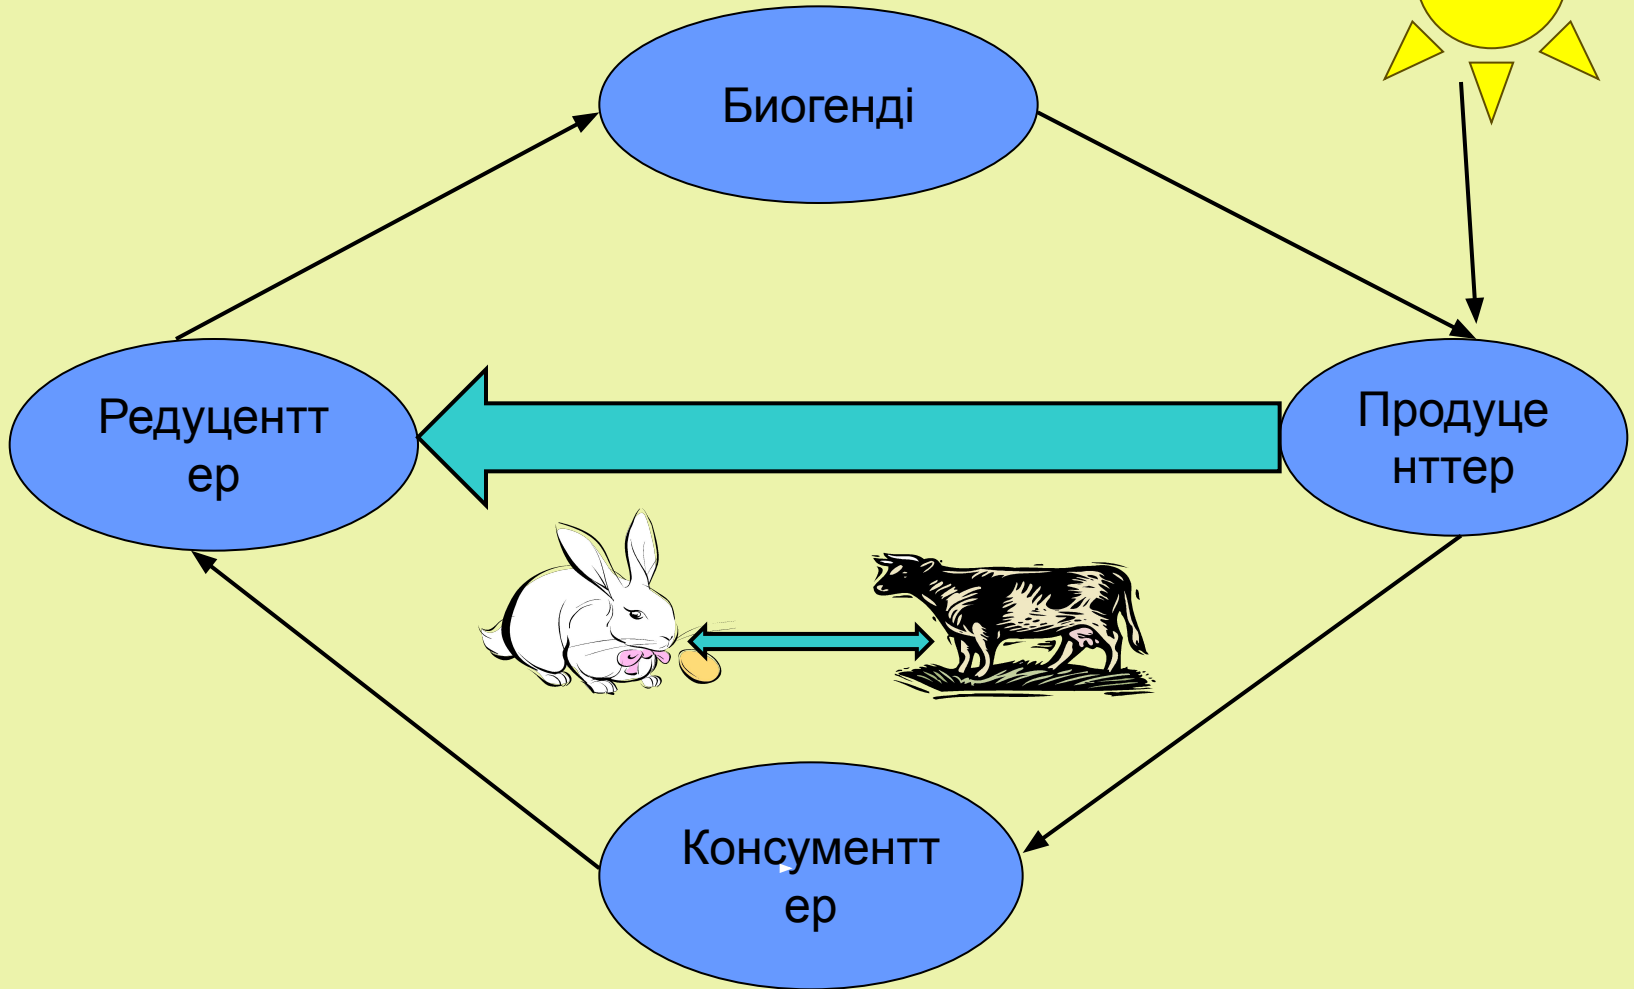 Биогенді
Редуцентт
ер
Продуце
нттер
Консументт
ер